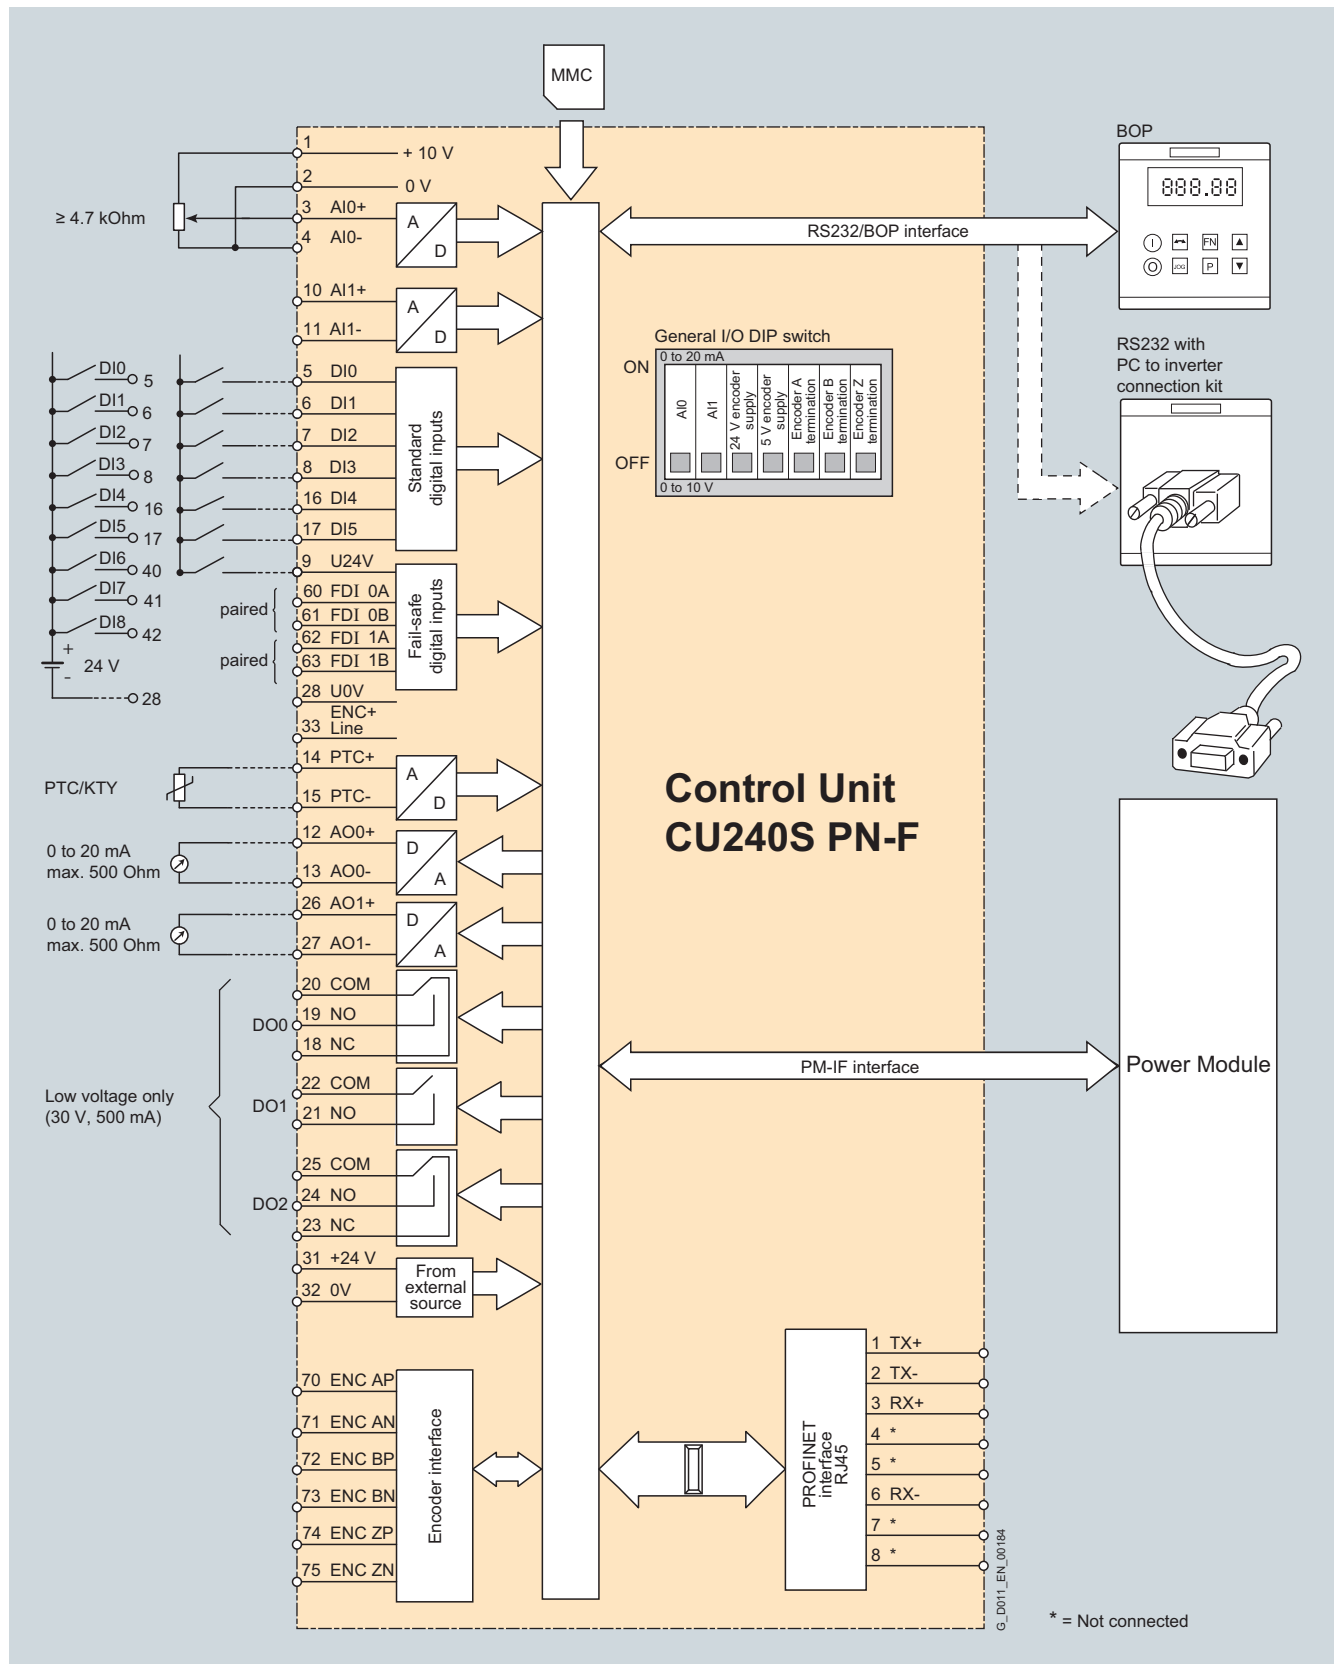 MMC
BOP
888.88
FN
JOG
P
RS232/BOP interface
RS232 with
PC to inverter
connection kit
General I/O DIP switch
ON
OFF
0 to 20 mA
AI0
AI1
24 V encoder
supply
5 V encoder
supply
Encoder A
termination
Encoder B
termination
Encoder Z
termination
0 to 10 V
1
+ 10 V
2
0 V
≥ 4.7 kOhm
3 AI0+
4 AI0-
A
D
10 AI1+
11 AI1-
A
D
DI0 5
DI1 6
DI2 7
DI3 8
DI4 16
DI5 17
DI6 40
DI7 41
DI8 42
+
24 V
-
28
5 DI0
6 DI1
7 DI2
8 DI3
16 DI4
17 DI5
Standard
digital inputs
9 U24V
60 FDI 0A
61 FDI 0B
62 FDI 1A
63 FDI 1B
paired
paired
Fail-safe
digital inputs
28 U0V
ENC+
33 Line
PTC/KTY
14 PTC+
15 PTC-
A
D
0 to 20 mA
max. 500 Ohm
12 AO0+
13 AO0-
D
A
0 to 20 mA
max. 500 Ohm
26 AO1+
27 AO1-
D
A
Control Unit
CU240S PN-F
Low voltage only
(30 V, 500 mA)
DO0
20 COM
19 NO
18 NC
DO1
22 COM
21 NO
DO2
25 COM
24 NO
23 NC
PM-IF interface
Power Module
31 +24 V
32 0V
From
external
source
70 ENC AP
71 ENC AN
72 ENC BP
73 ENC BN
74 ENC ZP
75 ENC ZN
Encoder interface
PROFINET
interface
RJ45
1 TX+
2 TX-
3 RX+
4 *
5 *
6 RX-
7 *
8 *
G_D011_EN_00184
* = Not connected